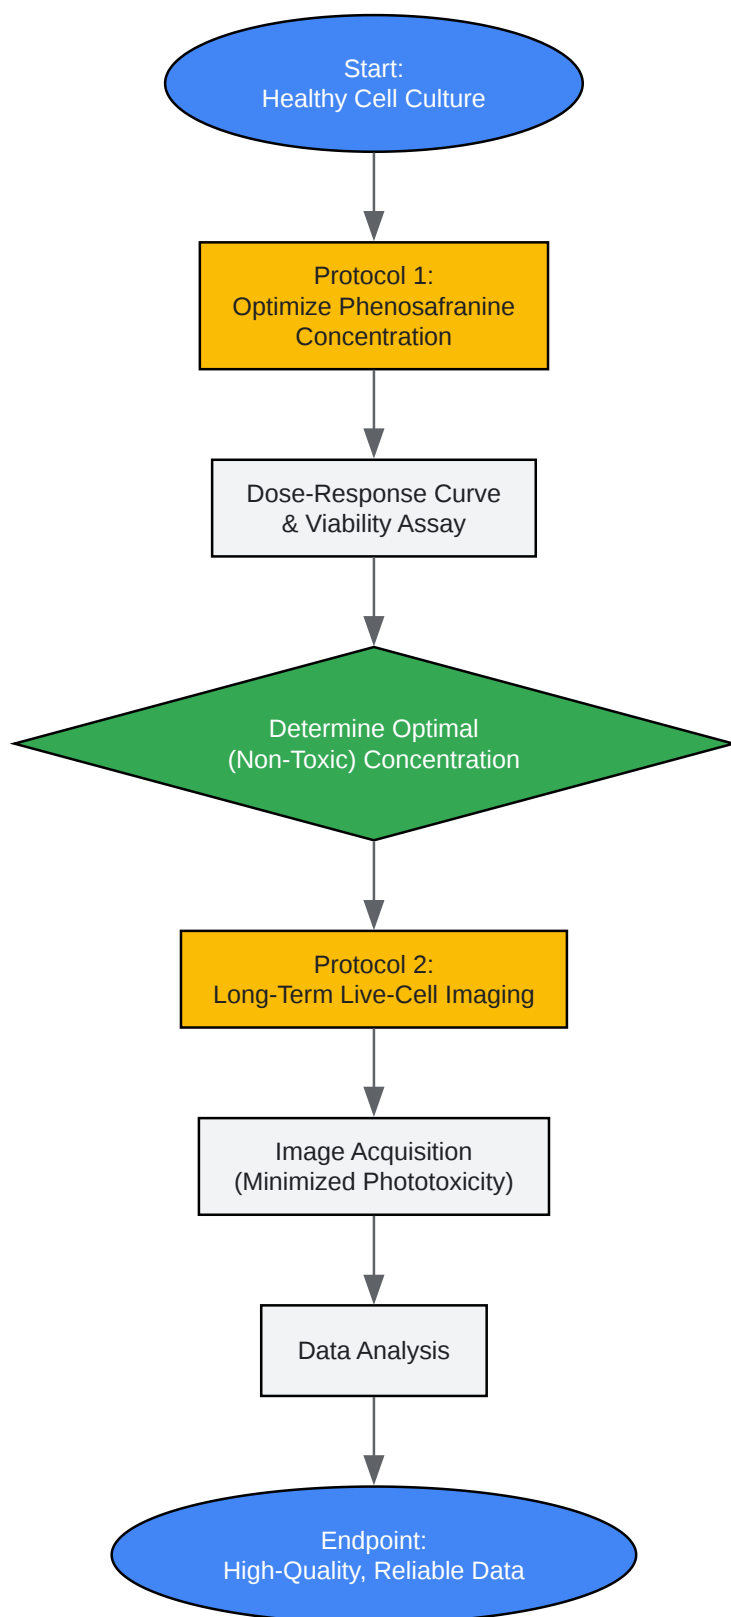 Start:
Healthy Cell Culture
Protocol 1:
Optimize Phenosafranine
Concentration
Dose-Response Curve
& Viability Assay
Determine Optimal
(Non-Toxic) Concentration
Protocol 2:
Long-Term Live-Cell Imaging
Image Acquisition
(Minimized Phototoxicity)
Data Analysis
Endpoint:
High-Quality, Reliable Data